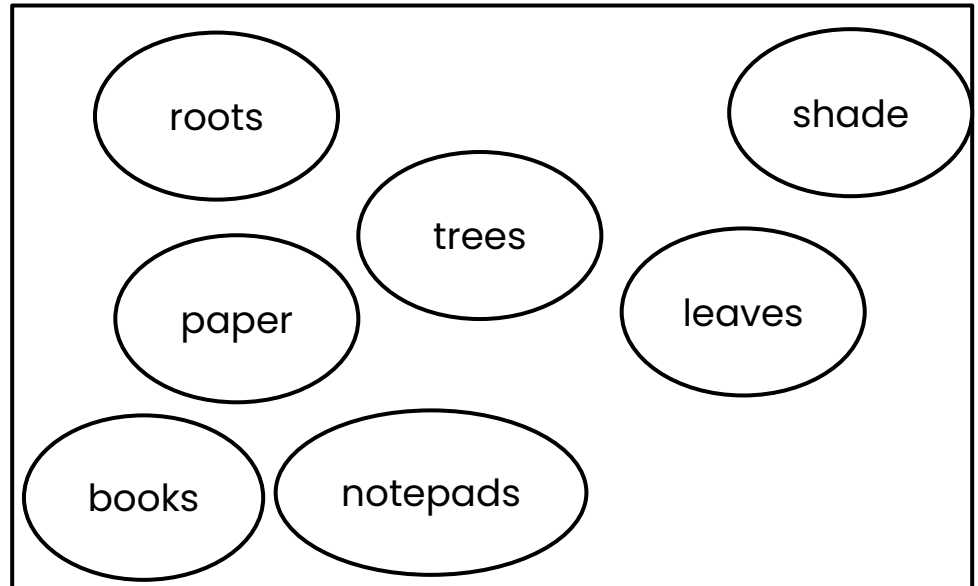 roots
shade
trees
paper
leaves
books
notepads